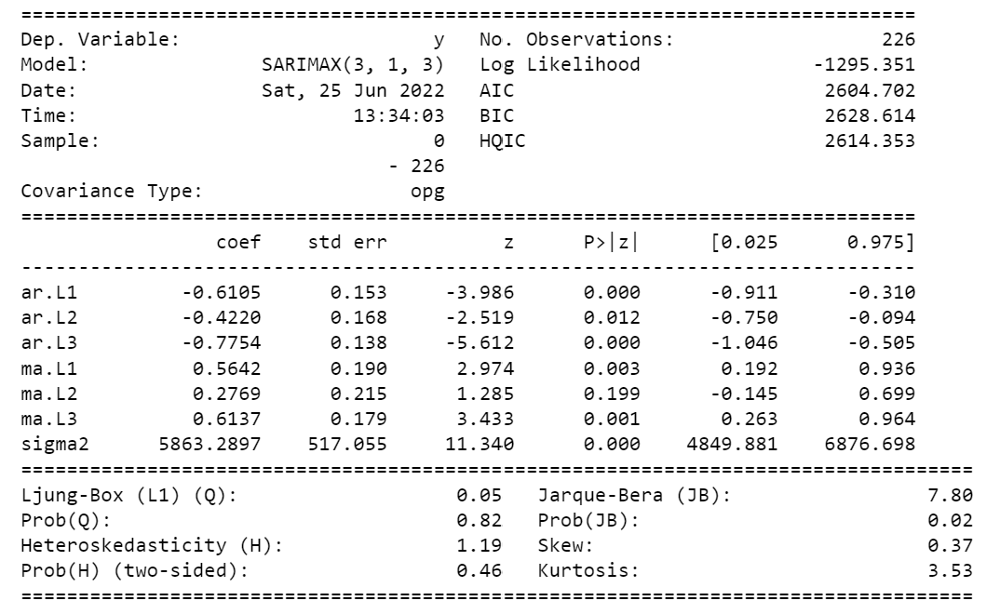 ==============================================================================
Dep. Variable:                      y   No. Observations:                  226
Model:               SARIMAX(3, 1, 3)   Log Likelihood               -1295.351
Date:                Sat, 25 Jun 2022   AIC                           2604.702
Time:                        13:34:03   BIC                           2628.614
Sample:                             0   HQIC                          2614.353
                                - 226
Covariance Type:                  opg
==============================================================================
                 coef    std err          z      P>|z|      [0.025      0.975]
------------------------------------------------------------------------------
ar.L1         -0.6105      0.153     -3.986      0.000      -0.911      -0.310
ar.L2         -0.4220      0.168     -2.519      0.012      -0.750      -0.094
ar.L3         -0.7754      0.138     -5.612      0.000      -1.046      -0.505
ma.L1          0.5642      0.190      2.974      0.003       0.192       0.936
ma.L2          0.2769      0.215      1.285      0.199      -0.145       0.699
ma.L3          0.6137      0.179      3.433      0.001       0.263       0.964
sigma2      5863.2897    517.055     11.340      0.000    4849.881    6876.698
===================================================================================
Ljung-Box (L1) (Q):                   0.05   Jarque-Bera (JB):                 7.80
Prob(Q):                              0.82   Prob(JB):                         0.02
Heteroskedasticity (H):               1.19   Skew:                             0.37
Prob(H) (two-sided):                  0.46   Kurtosis:                         3.53
===================================================================================